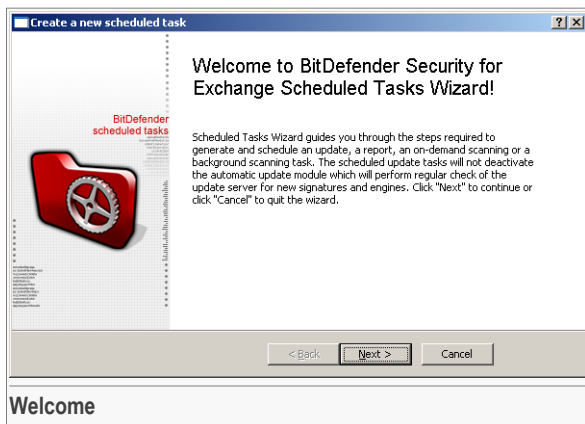 Create a new scheduled task
Welcome to BitDefender Security for
Exchange Scheduled Tasks Wizard!
BitDefender
scheduled tasks
Scheduled Tasks Wizard guides you through the steps required to
generate and schedule an update, a report, an on-demand scanning or a
background scanning task. The scheduled update tasks will not deactivate
the automatic update module which will perform regular check of the
update server for new signatures and engines. Click "Next" to continue or
click "Cancel" to quit the wizard.
< Back
Next >
Cancel
Welcome